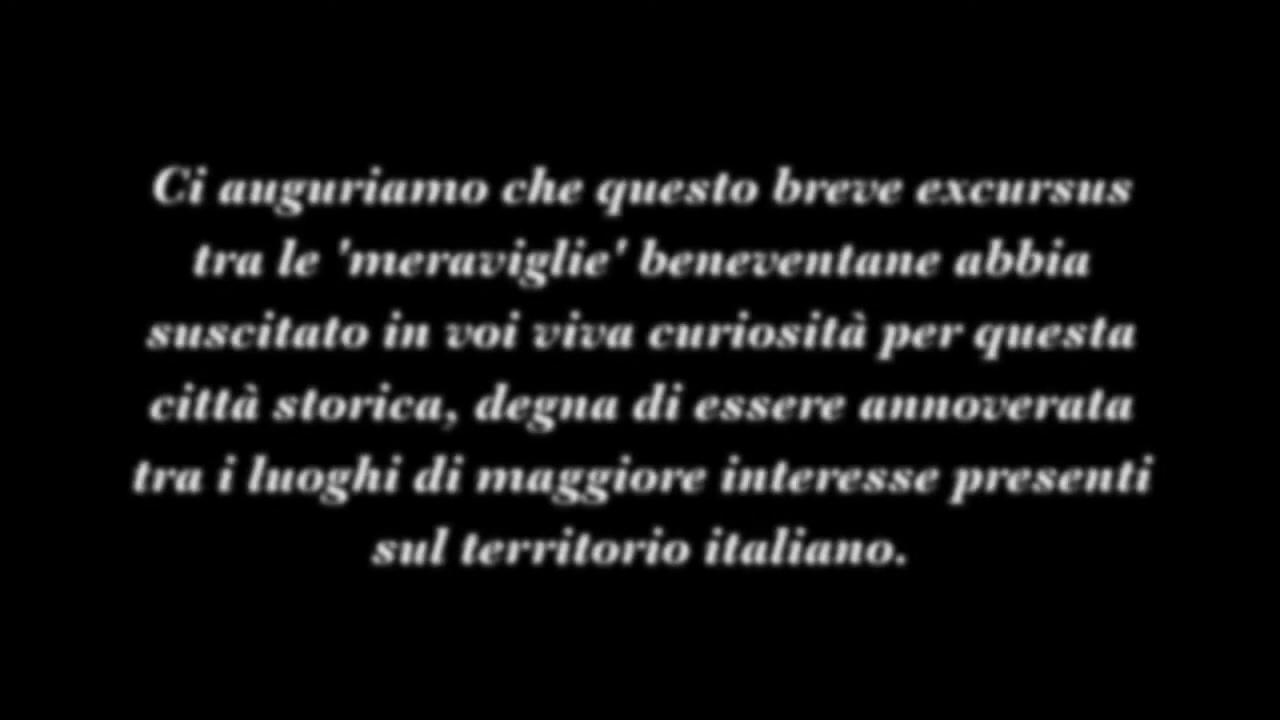 Ci auguriamo che questo breve excursus
tra le 'meraviglie' beneventane abbia
suscitato in voi viva curiosità per questa
città storica, degna di essere annoverata
tra i luoghi di maggiore interesse presenti
sul territorio italiano.